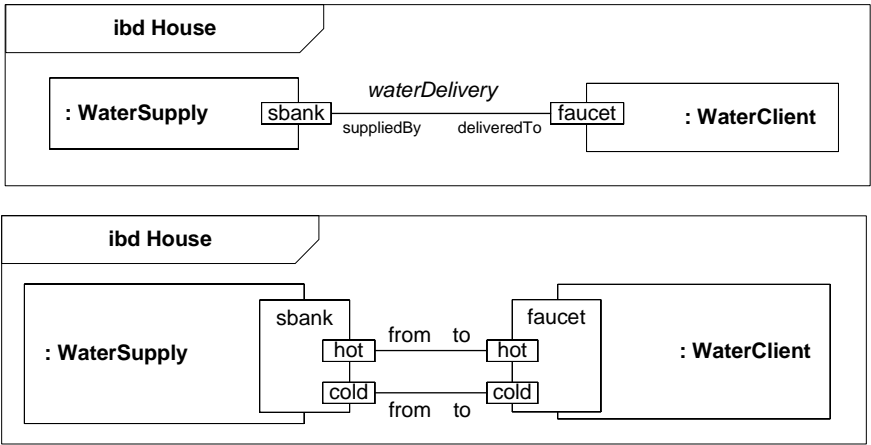 ibd House
waterDelivery
: WaterSupply sbank faucet : WaterClient
suppliedBy deliveredTo
ibd House
sbank faucet
from to
: WaterSupply hot hot : WaterClient
cold cold
from to